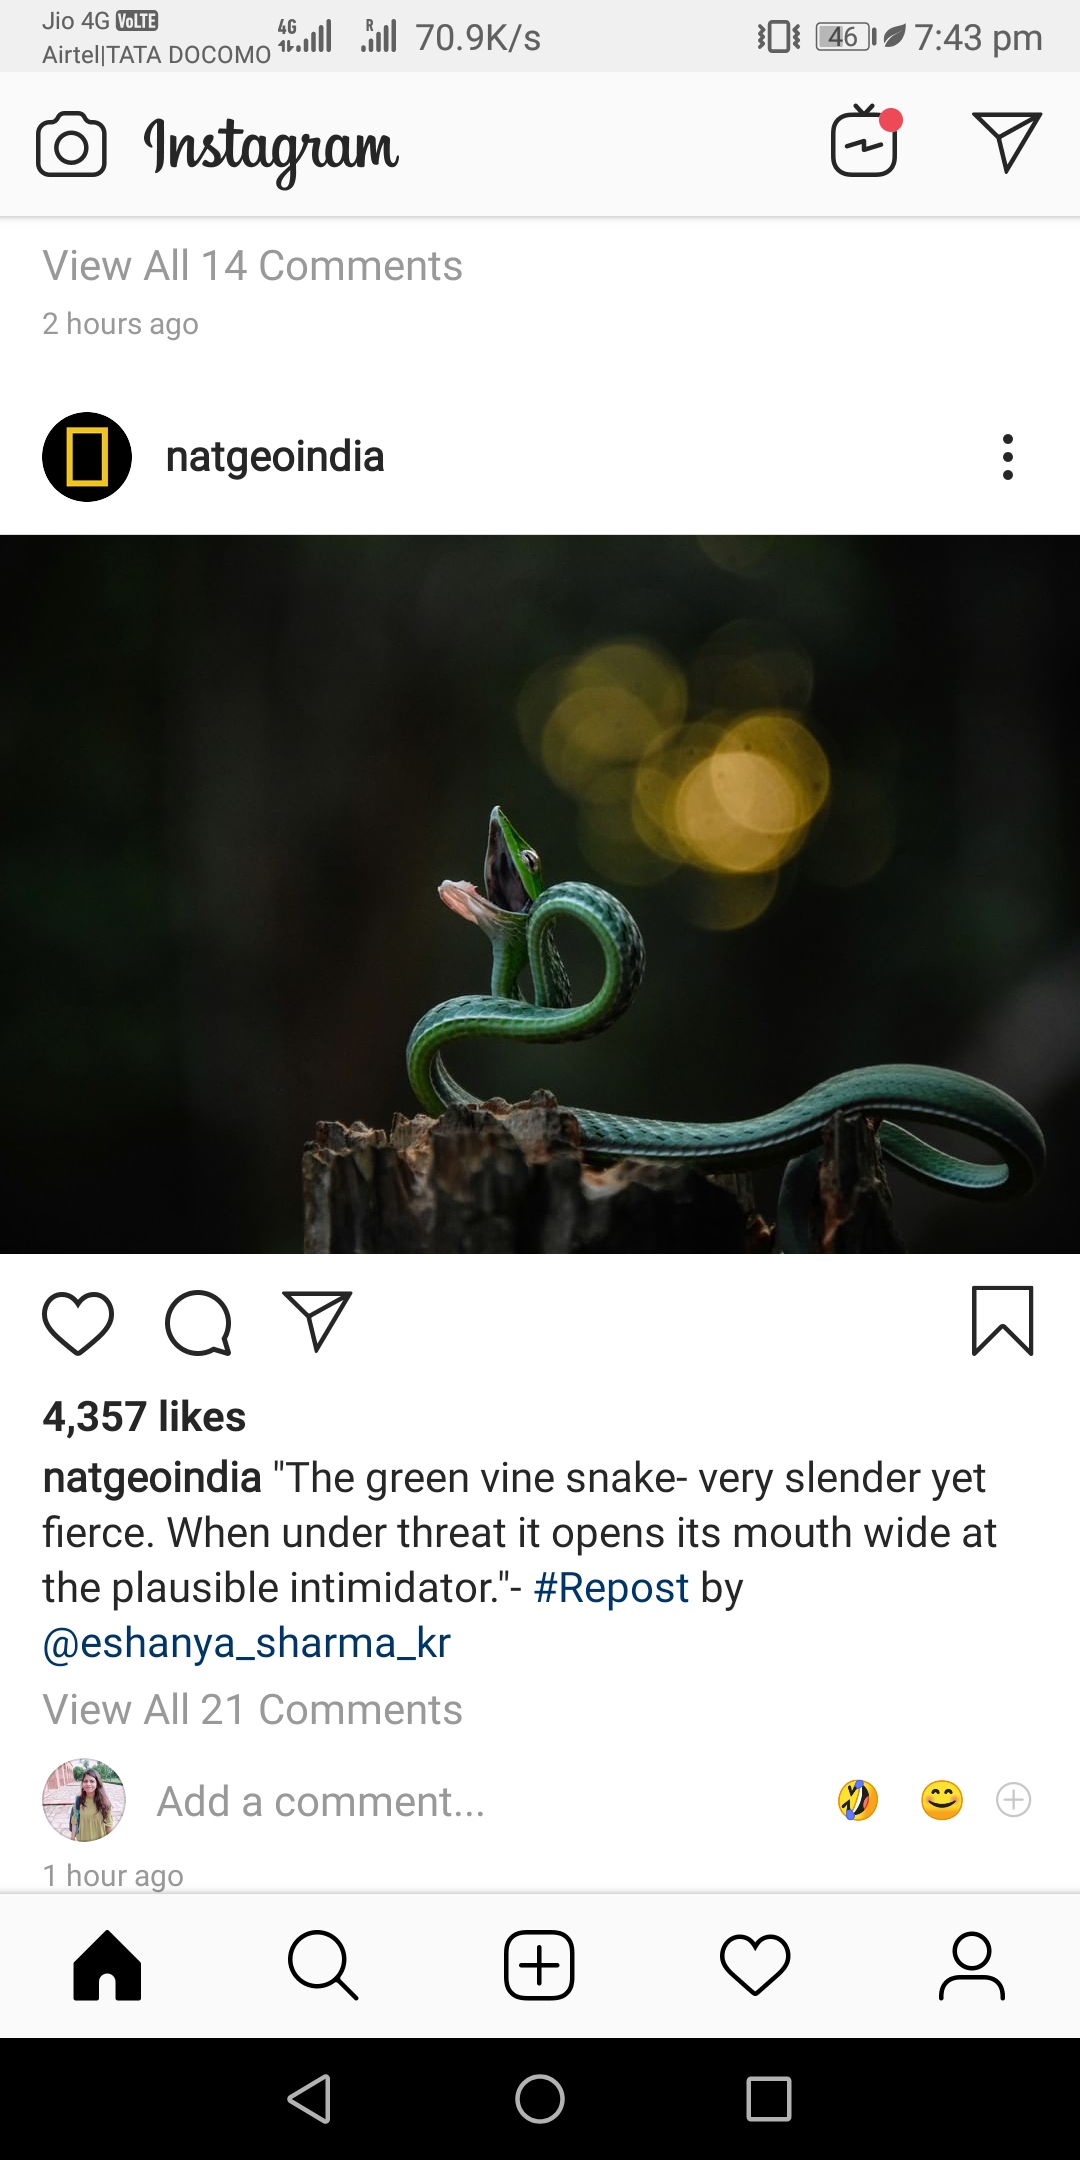 Jio 4G VoLTE
Airtel|TATA DOCOMO 4G R 70.9K/s 46 7:43 pm
Instagram
View All 14 Comments
2 hours ago
natgeoindia
4,357 likes
natgeoindia "The green vine snake- very slender yet
fierce. When under threat it opens its mouth wide at
the plausible intimidator."- #Repost by
@eshanya_sharma_kr
View All 21 Comments
Add a comment...
1 hour ago